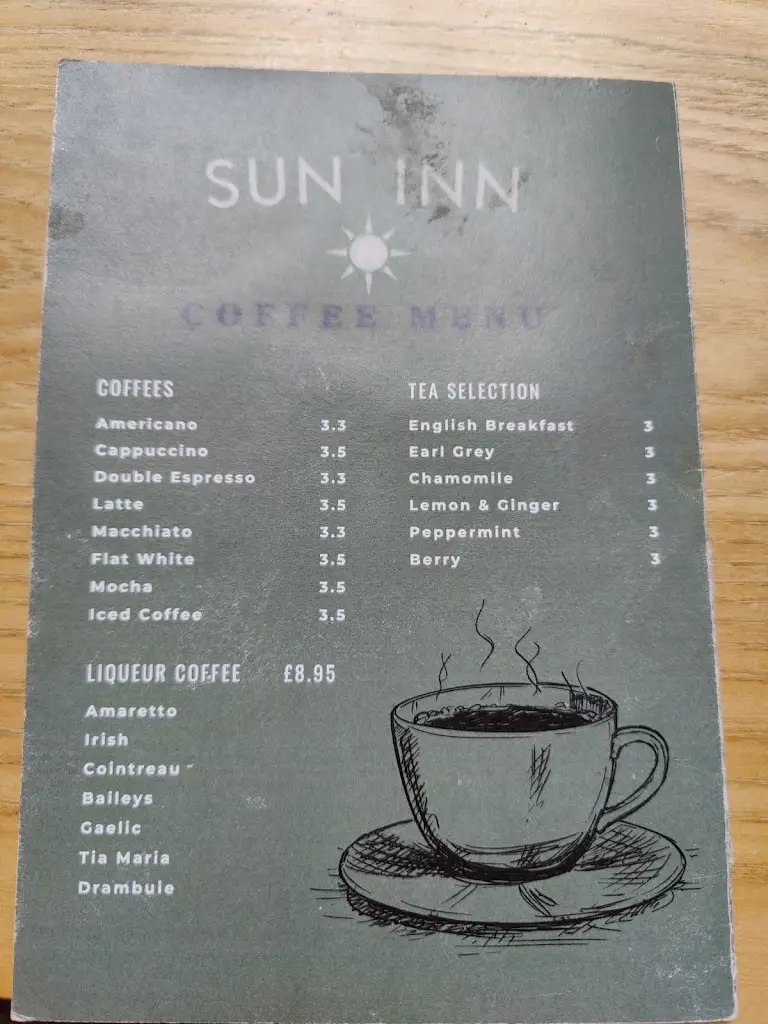 SUN INN
COFFEE MENU
COFFEES
Americano 3.3
Cappuccino 3.5
Double Espresso 3.3
Latte 3.5
Macchiato 3.3
Flat White 3.5
Mocha 3.5
Iced Coffee 3.5
TEA SELECTION
English Breakfast 3
Earl Grey 3
Chamomile 3
Lemon & Ginger 3
Peppermint 3
Berry 3
LIQUEUR COFFEE £8.95
Amaretto
Irish
Cointreau
Baileys
Gaelic
Tia Maria
Drambuie